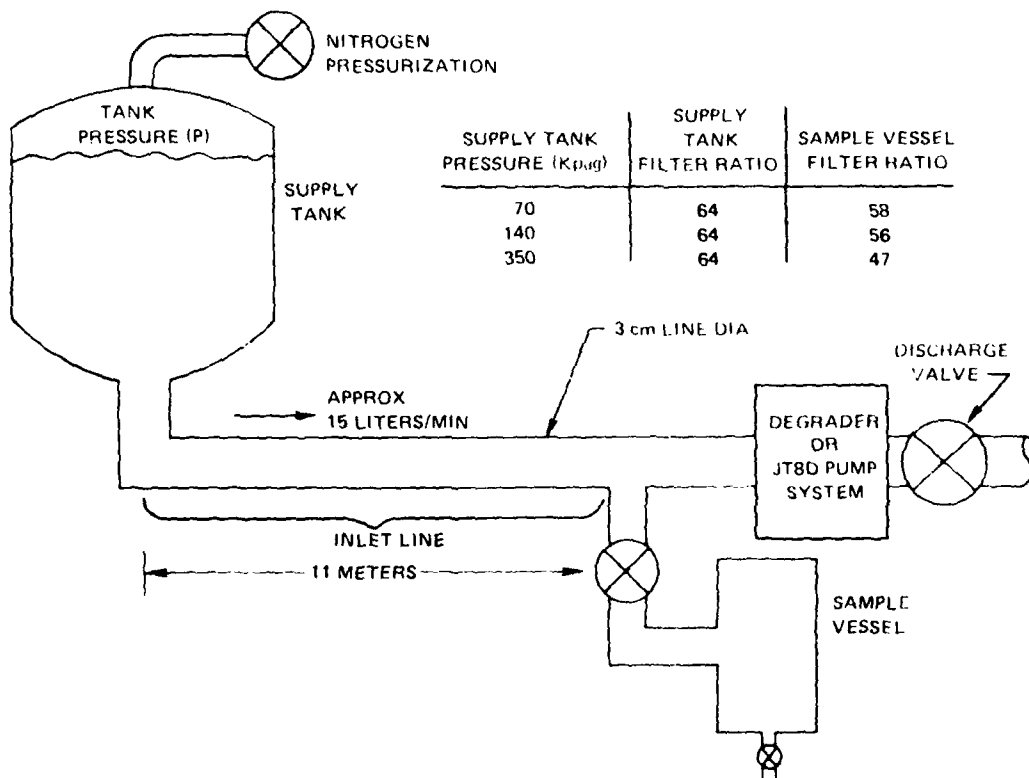 NITROGEN
PRESSURIZATION
TANK
PRESSURE (P)
SUPPLY
TANK
SUPPLY TANK
PRESSURE (Kpag)
SUPPLY
TANK
FILTER RATIO
SAMPLE VESSEL
FILTER RATIO
70 64 58
140 64 56
350 64 47
3 cm LINE DIA
DISCHARGE
VALVE
APPROX
15 LITERS/MIN
DEGRADER
OR
JT8D PUMP
SYSTEM
INLET LINE
11 METERS
SAMPLE
VESSEL